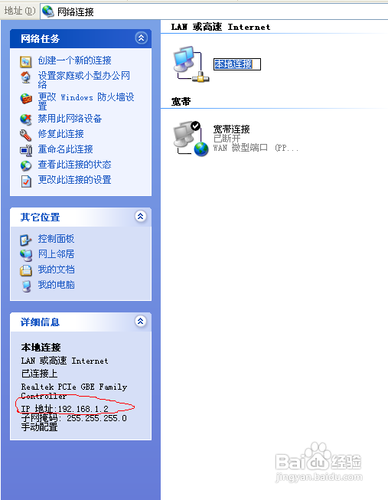 地址(D)
网络连接
网络任务
创建一个新的连接
设置家庭或小型办公网
络
更改 Windows 防火墙设
置
禁用此网络设备
修复此连接
重命名此连接
查看此连接的状态
更改此连接的设置
其它位置
控制面板
网上邻居
我的文档
我的电脑
详细信息
本地连接
LAN 或高速 Internet
已连接上
Realtek PCIe GBE Family
Controller
IP 地址:192.168.1.2
子网掩码: 255.255.255.0
手动配置
LAN 或高速 Internet
本地连接
宽带
宽带连接
已断开
WAN 微型端口 (PP...
Bai度经验